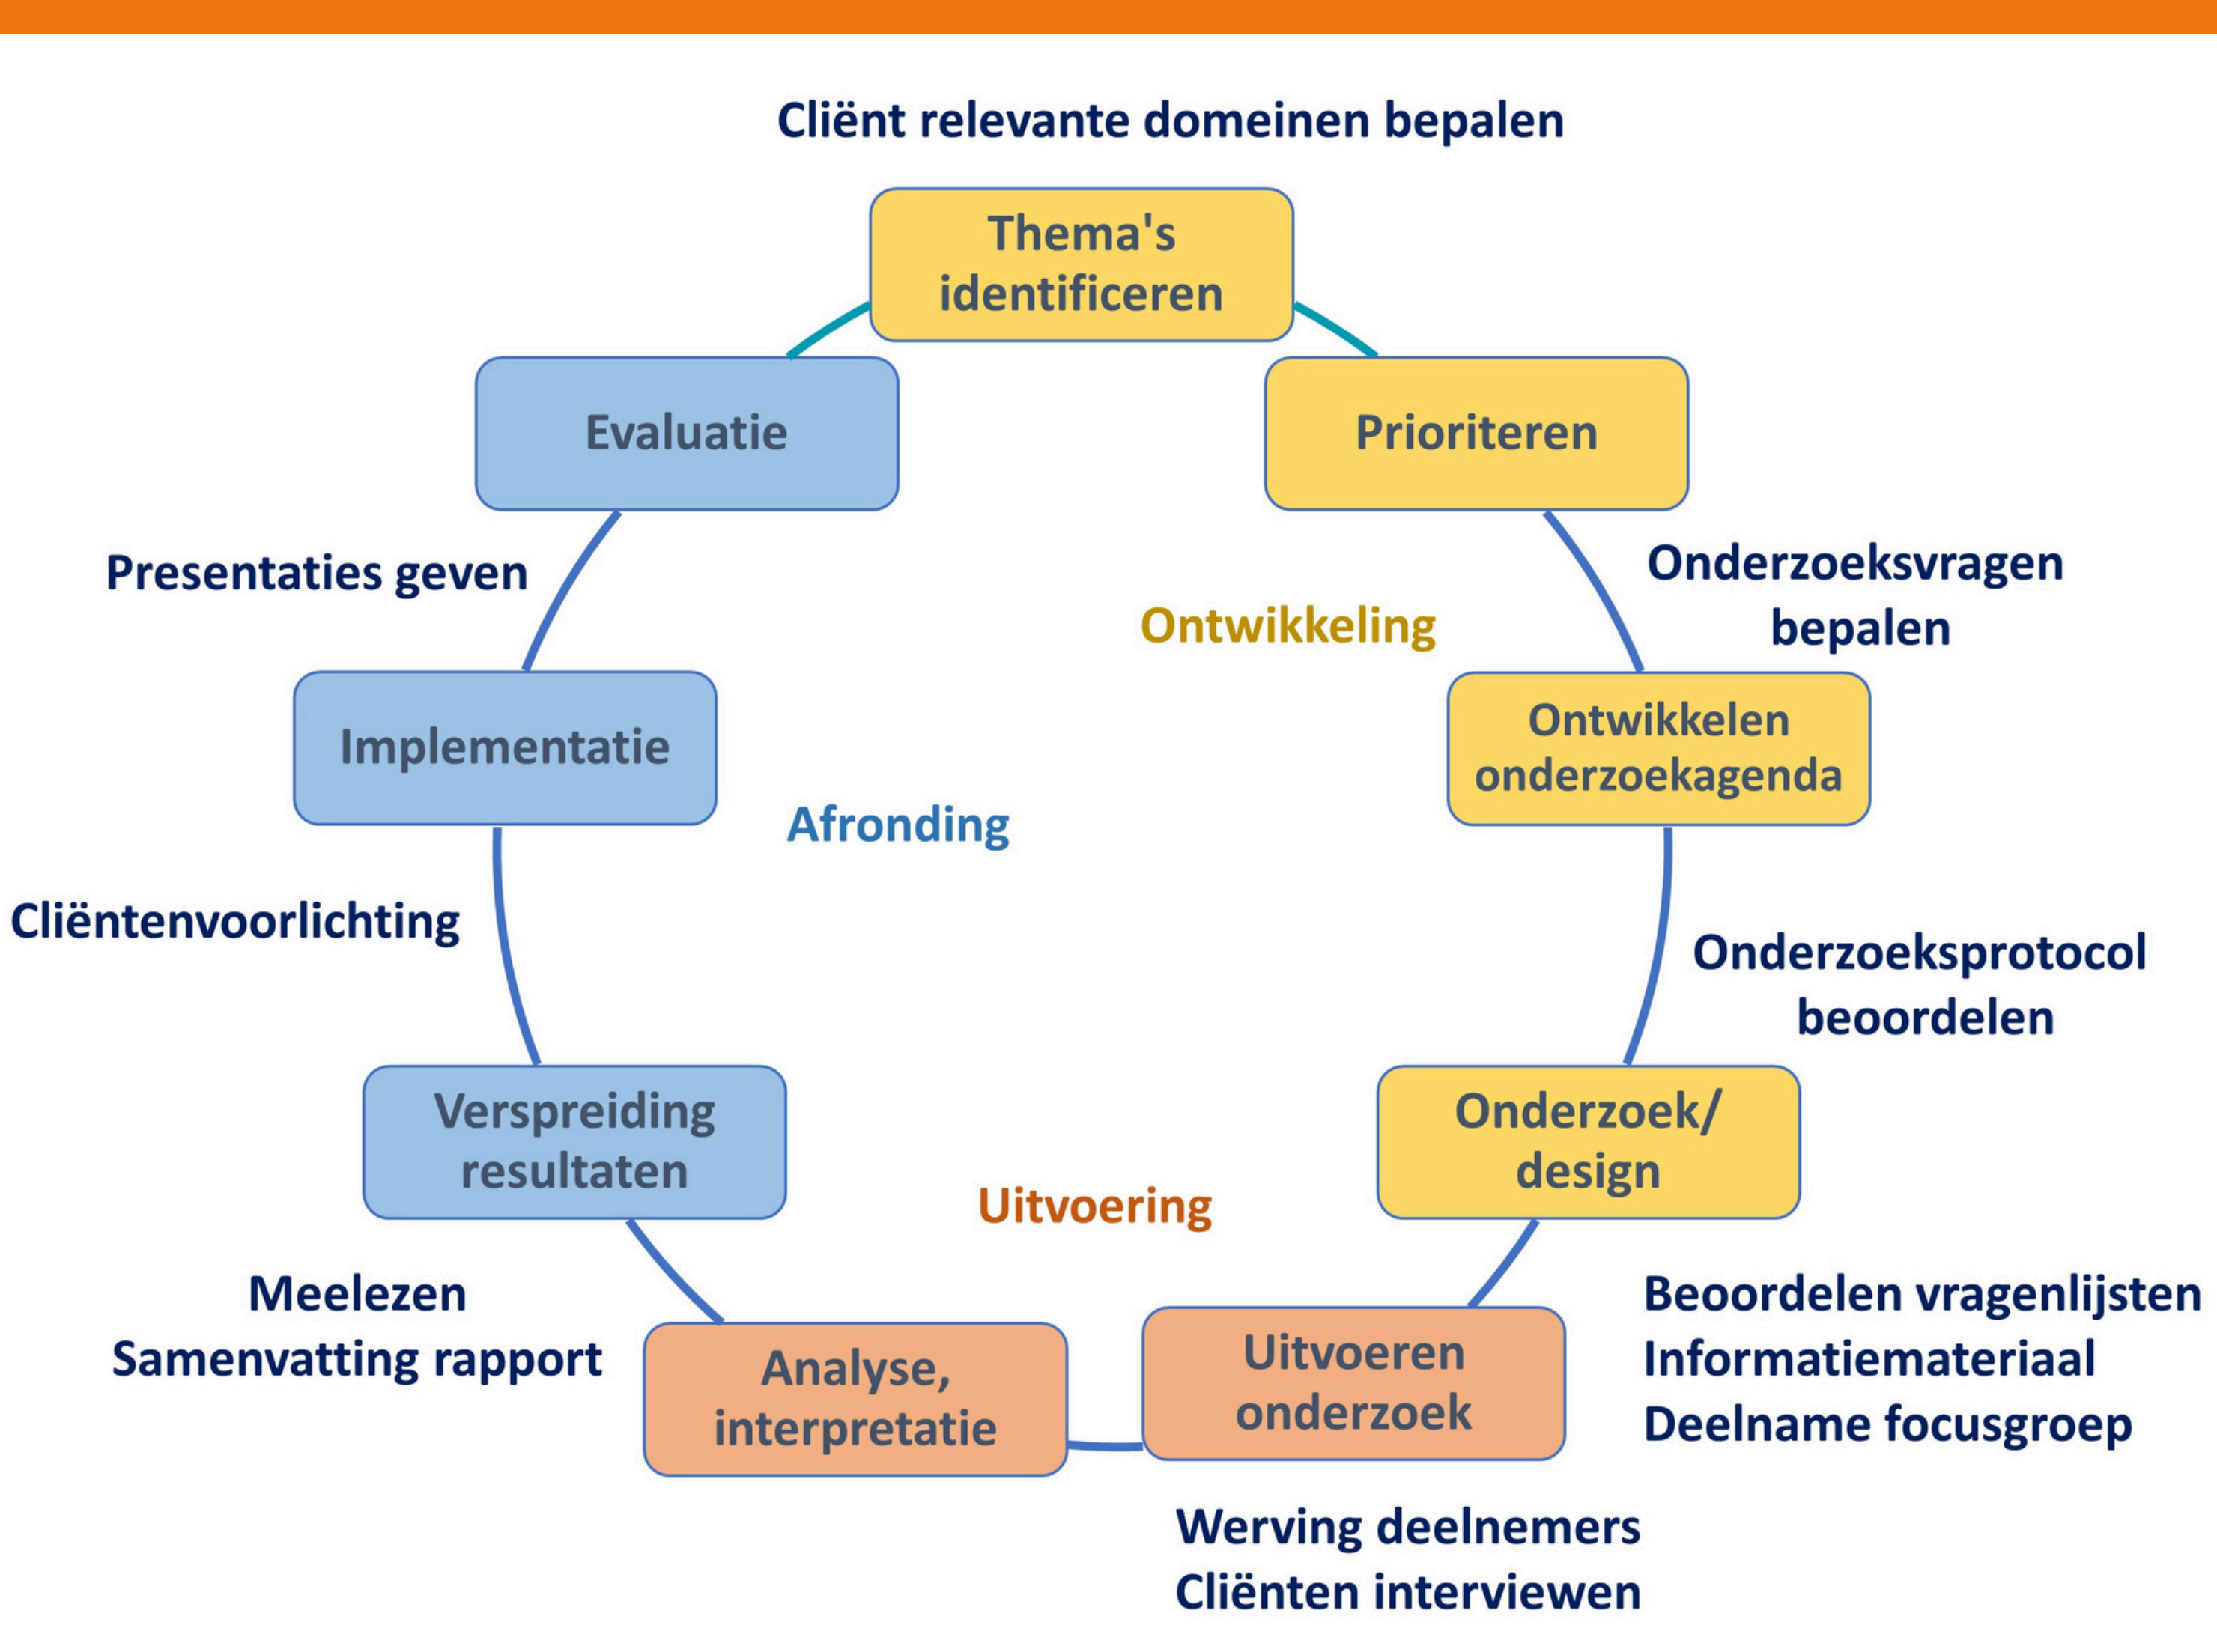 Cliënt relevante domeinen bepalen
Thema's
identificeren
Evaluatie
Prioriteren
Presentaties geven
Onderzoeksvragen
bepalen
Ontwikkeling
Implementatie
Ontwikkelen
onderzoekagenda
Afronding
Cliëntenvoorlichting
Onderzoeksprotocol
beoordelen
Verspreiding
resultaten
Onderzoek/
design
Uitvoering
Meelezen
Samenvatting rapport
Analyse,
interpretatie
Uitvoeren
onderzoek
Beoordelen vragenlijsten
Informatiemateriaal
Deelname focusgroep
Werving deelnemers
Cliënten interviewen